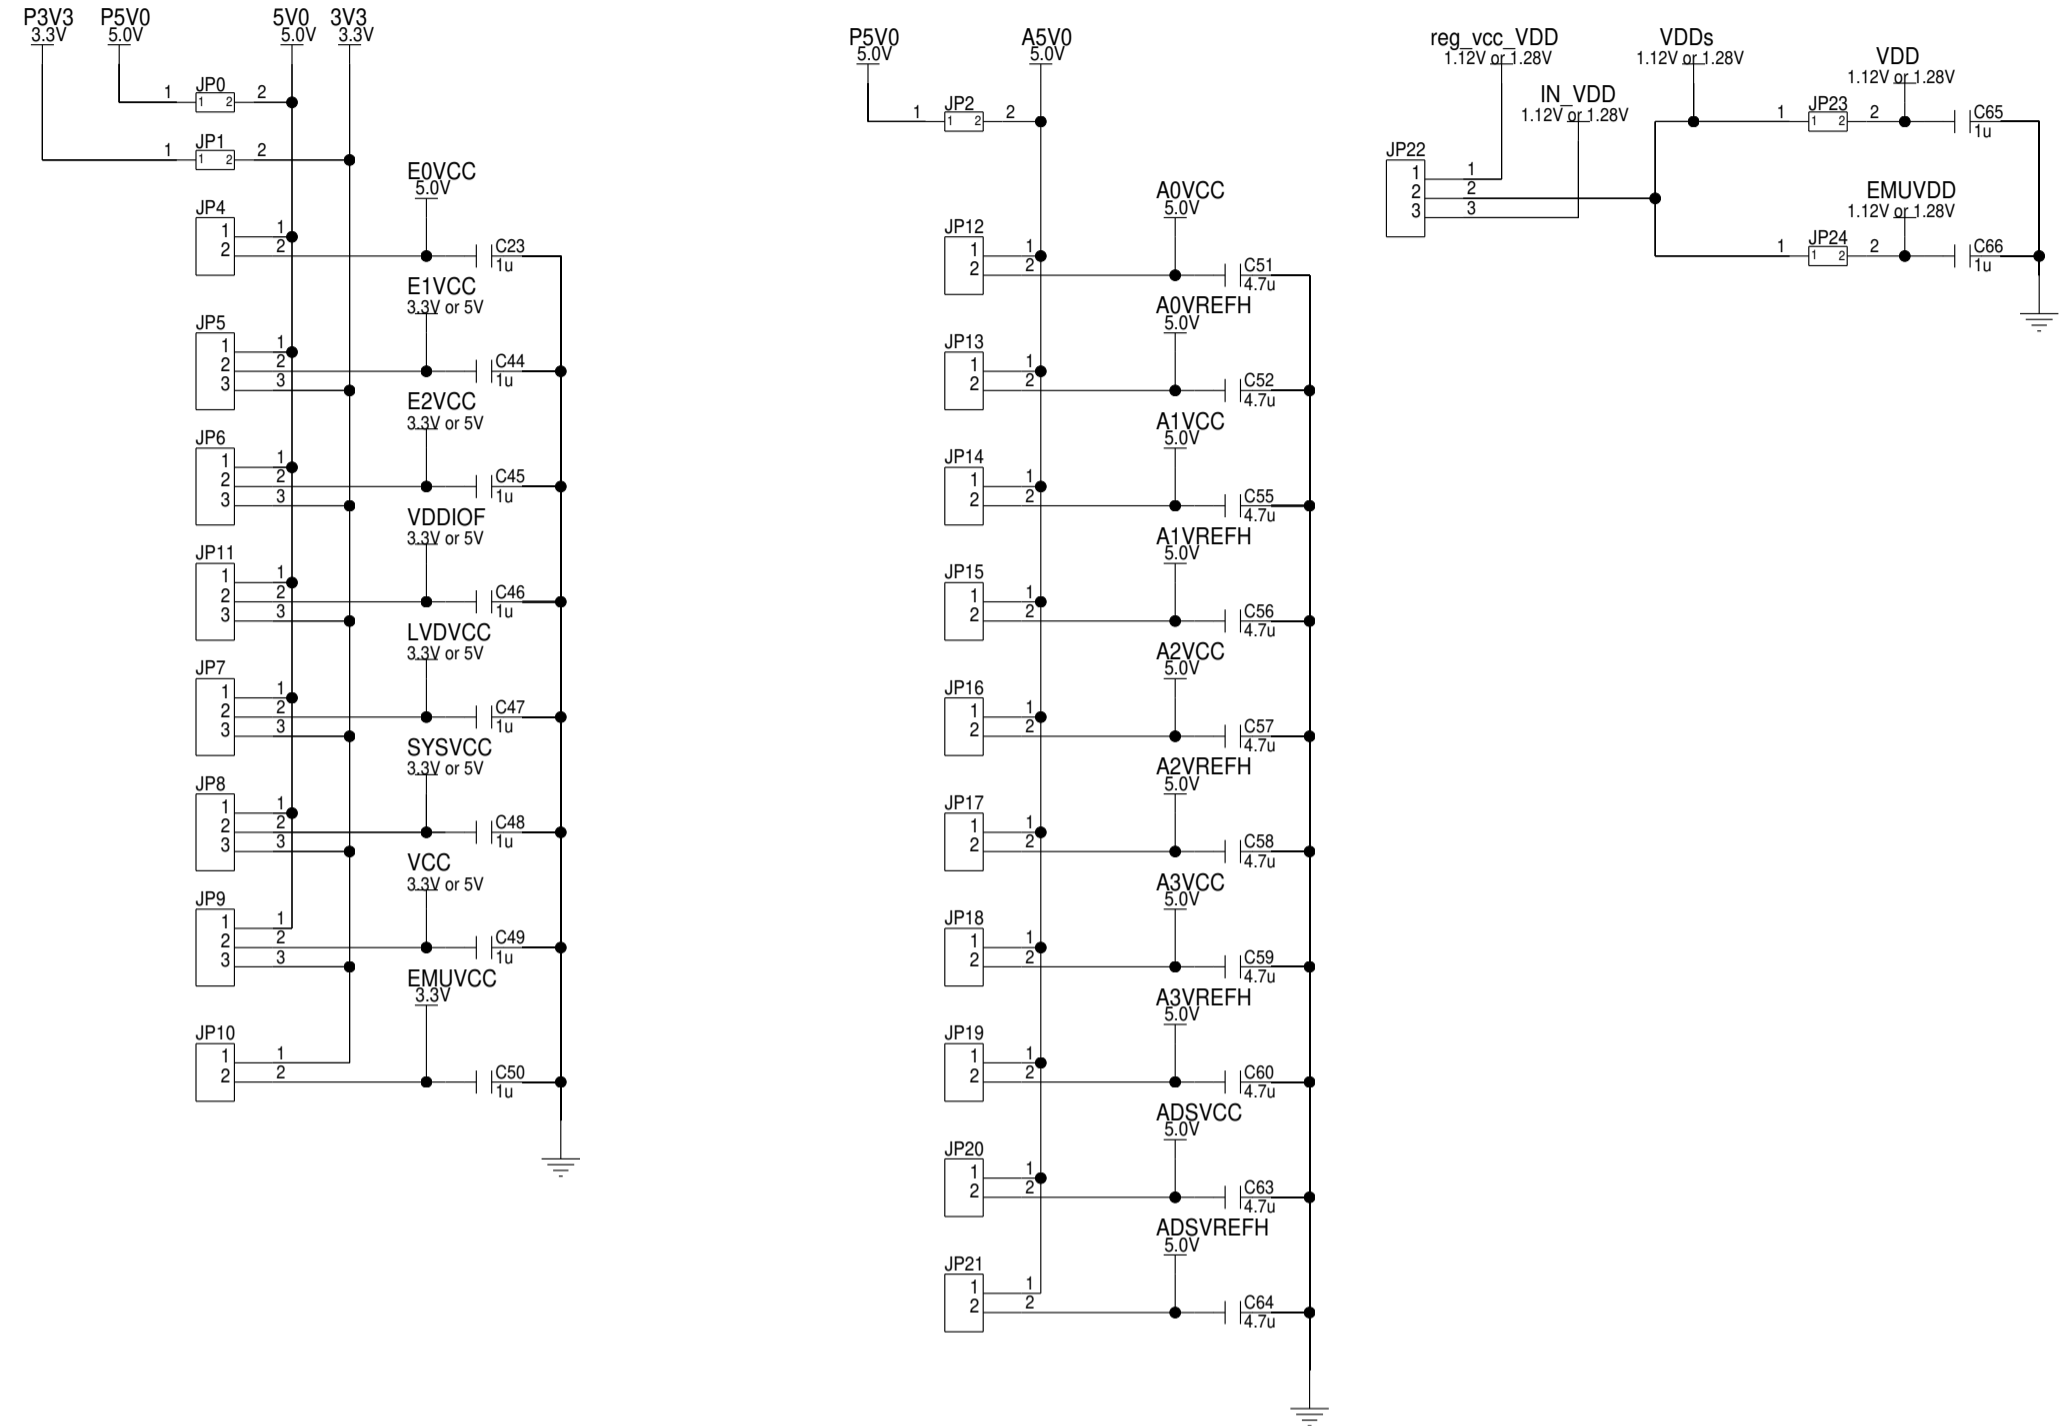 P3V3
3.3V
P5V0
5.0V
5V0
5.0V
3V3
3.3V
JP0
1
1 2
2
JP1
1
1 2
2
E0VCC
5.0V
JP4
1
2
1
2
C23
1u
E1VCC
3.3V or 5V
JP5
1
2
3
1
2
3
C44
1u
E2VCC
3.3V or 5V
JP6
1
2
3
1
2
3
C45
1u
VDDIOF
3.3V or 5V
JP11
1
2
3
1
2
3
C46
1u
LVDVCC
3.3V or 5V
JP7
1
2
3
1
2
3
C47
1u
SYSVCC
3.3V or 5V
JP8
1
2
3
1
2
3
C48
1u
VCC
3.3V or 5V
JP9
1
2
3
1
2
3
C49
1u
EMUVCC
3.3V
JP10
1
2
1
2
C50
1u
P5V0
5.0V
A5V0
5.0V
JP2
1
1 2
2
A0VCC
5.0V
JP12
1
2
1
2
C51
4.7u
A0VREFH
5.0V
JP13
1
2
1
2
C52
4.7u
A1VCC
5.0V
JP14
1
2
1
2
C55
4.7u
A1VREFH
5.0V
JP15
1
2
1
2
C56
4.7u
A2VCC
5.0V
JP16
1
2
1
2
C57
4.7u
A2VREFH
5.0V
JP17
1
2
1
2
C58
4.7u
A3VCC
5.0V
JP18
1
2
1
2
C59
4.7u
A3VREFH
5.0V
JP19
1
2
1
2
C60
4.7u
ADSVCC
5.0V
JP20
1
2
1
2
C63
4.7u
ADSVREFH
5.0V
JP21
1
2
1
2
C64
4.7u
reg_vcc_VDD
1.12V or 1.28V
IN_VDD
1.12V or 1.28V
VDDs
1.12V or 1.28V
VDD
1.12V or 1.28V
JP22
1
2
3
1
2
3
1
JP23
1 2
2
C65
1u
EMUVDD
1.12V or 1.28V
1
JP24
1 2
2
C66
1u